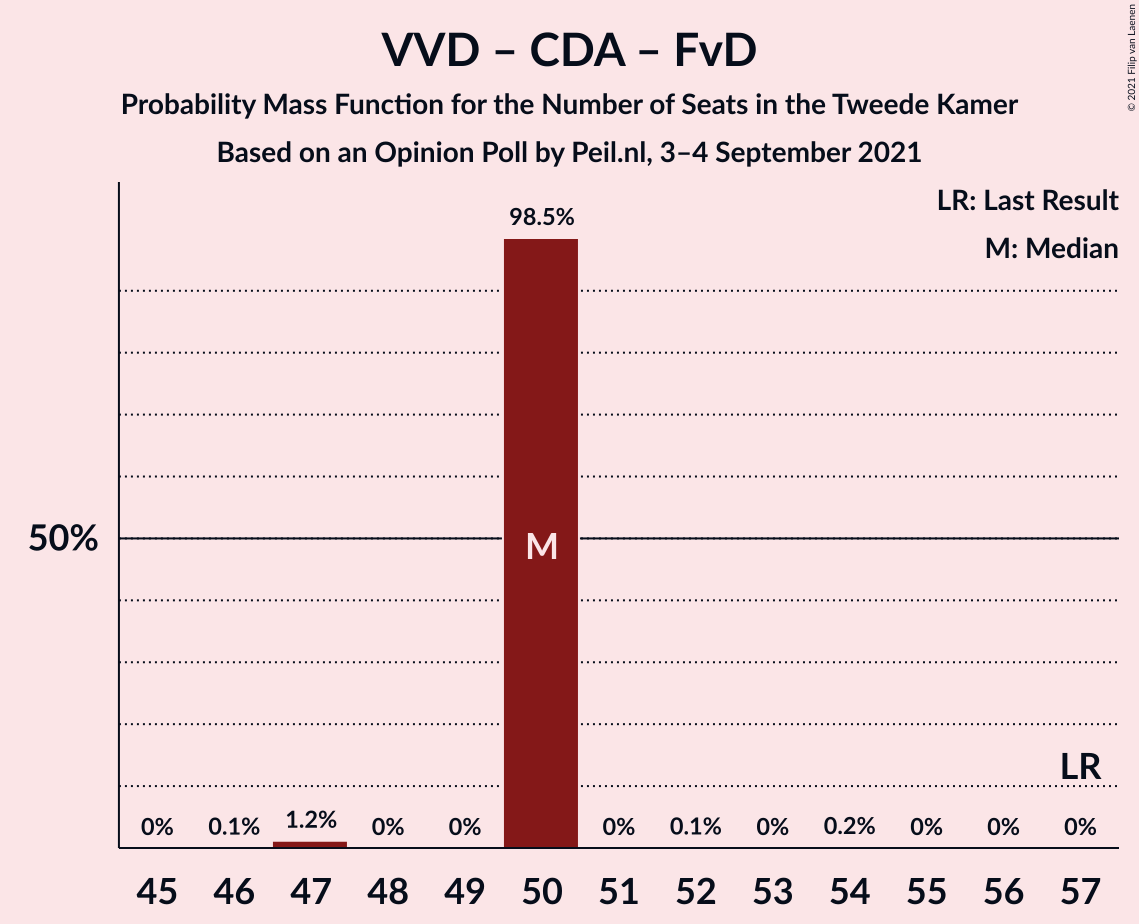 VVD – CDA – FvD
Probability Mass Function for the Number of Seats in the Tweede Kamer
Based on an Opinion Poll by Peil.nl, 3–4 September 2021
© 2021 Filip van Laenen
LR: Last Result
M: Median
98.5%
50%
M
LR
0% 0.1% 1.2% 0% 0% 0% 0.1% 0% 0.2% 0% 0% 0%
45 46 47 48 49 50 51 52 53 54 55 56 57